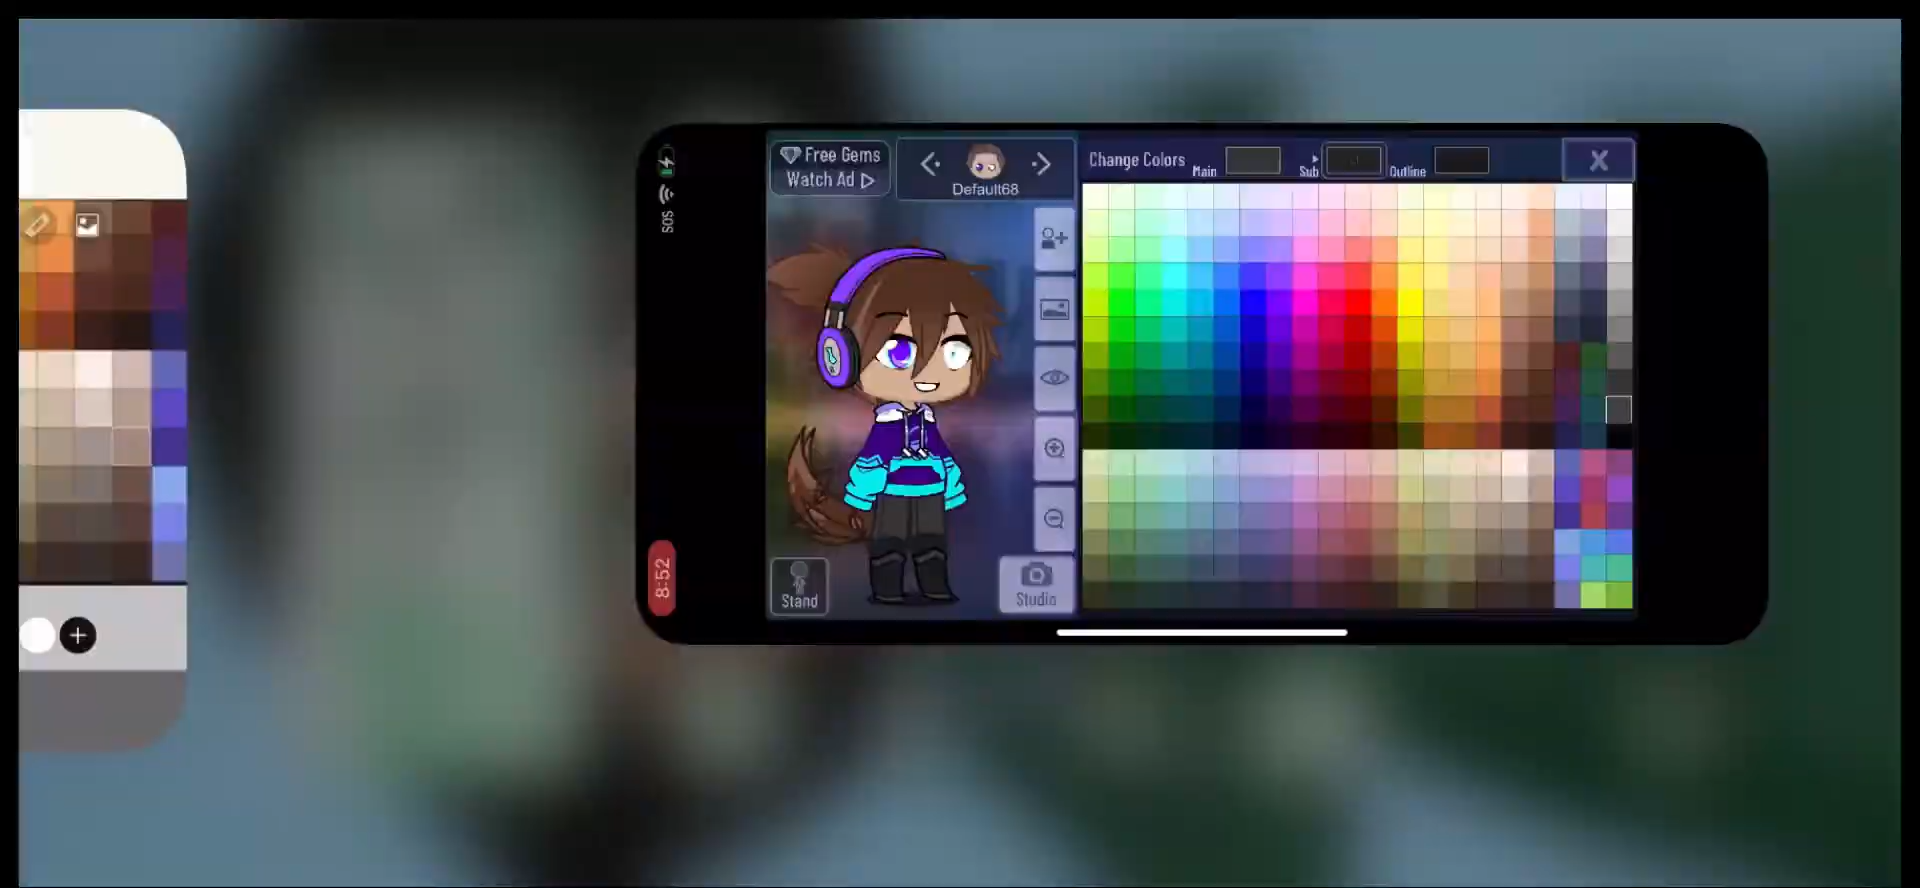 Free Gems
Watch Ad
Default68
Change Colors
Main
Sub
Outline
X
SOS
8:52
Stand
Studio